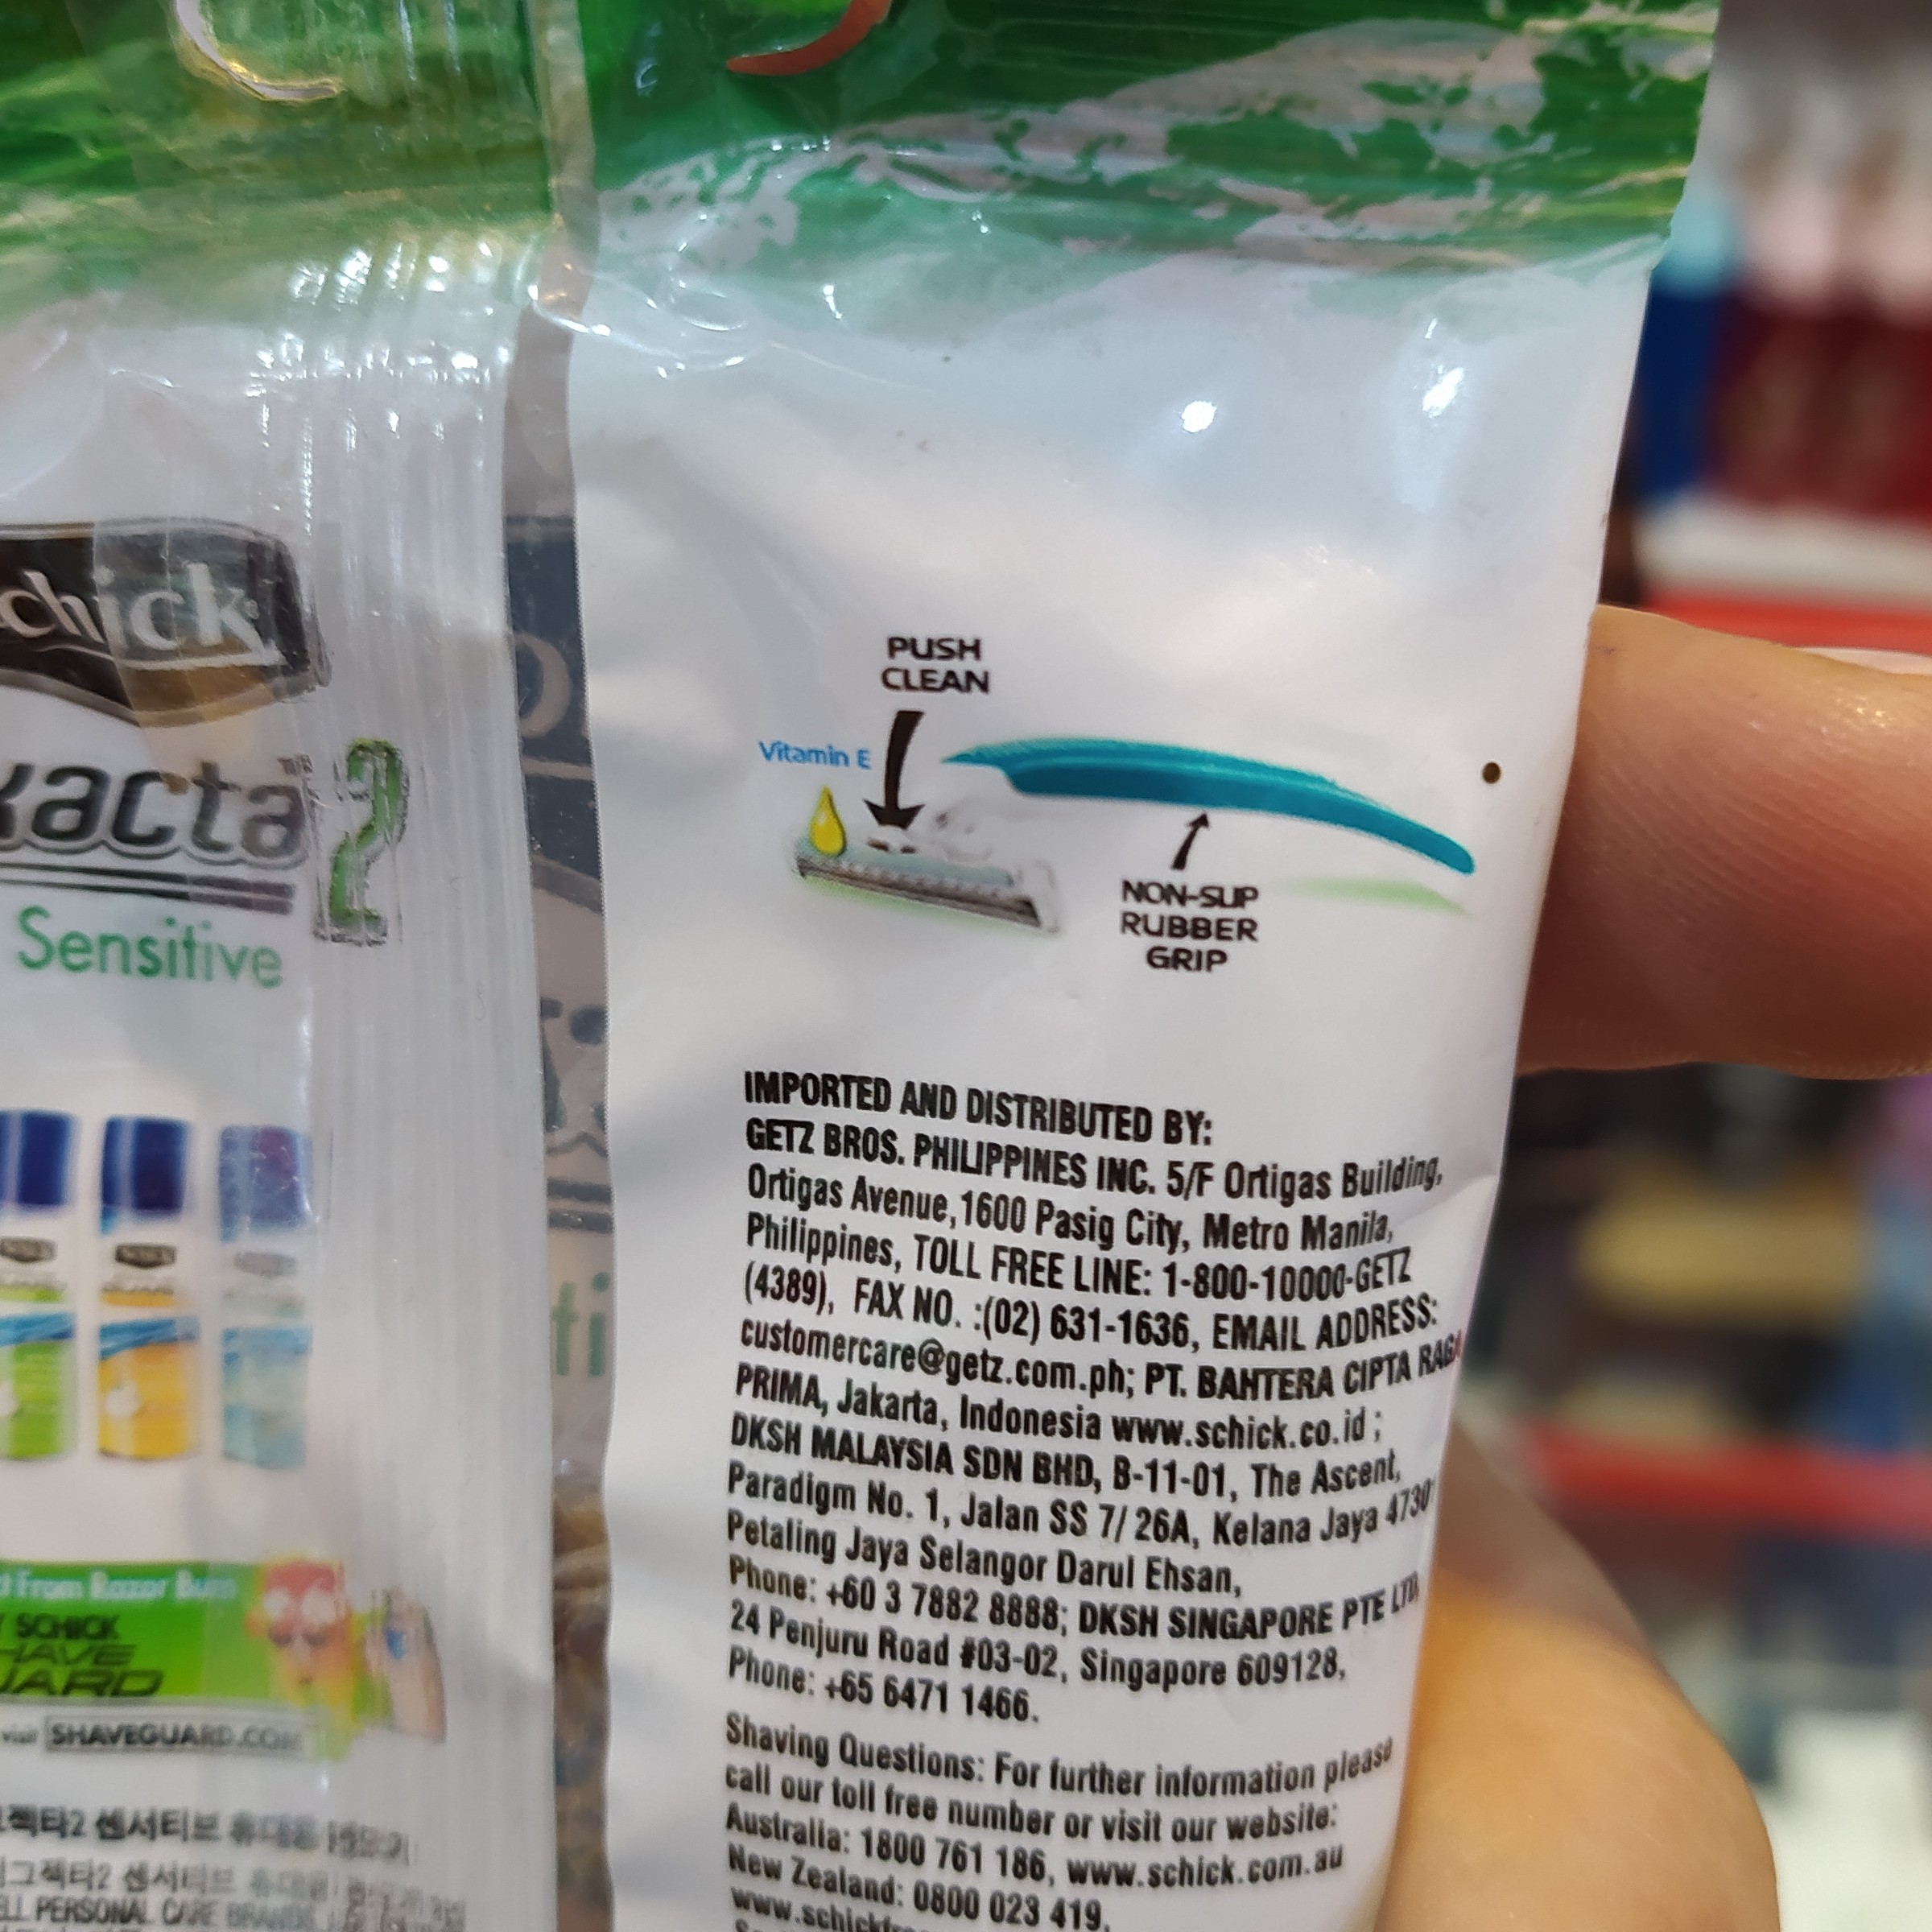 Sensitive
SCHICK
SHAVEGUARD.COM
PUSH
CLEAN
Vitamin E
NON-SLIP
RUBBER
GRIP
IMPORTED AND DISTRIBUTED BY:
GETZ BROS. PHILIPPINES INC. 5/F Ortigas Building,
Ortigas Avenue,1600 Pasig City, Metro Manila,
Philippines, TOLL FREE LINE: 1-800-10000-GETZ
(4389), FAX NO. :(02) 631-1636, EMAIL ADDRESS:
customercare@getz.com.ph; PT. BAHTERA CIPTA RAGA
PRIMA, Jakarta, Indonesia www.schick.co.id ;
DKSH MALAYSIA SDN BHD, B-11-01, The Ascent,
Paradigm No. 1, Jalan SS 7/ 26A, Kelana Jaya 47301
Petaling Jaya Selangor Darul Ehsan,
Phone: +60 3 7882 8888; DKSH SINGAPORE PTE LTD,
24 Penjuru Road #03-02, Singapore 609128,
Phone: +65 6471 1466.
Shaving Questions: For further information please
call our toll free number or visit our website:
Australia: 1800 761 186, www.schick.com.au
New Zealand: 0800 023 419.